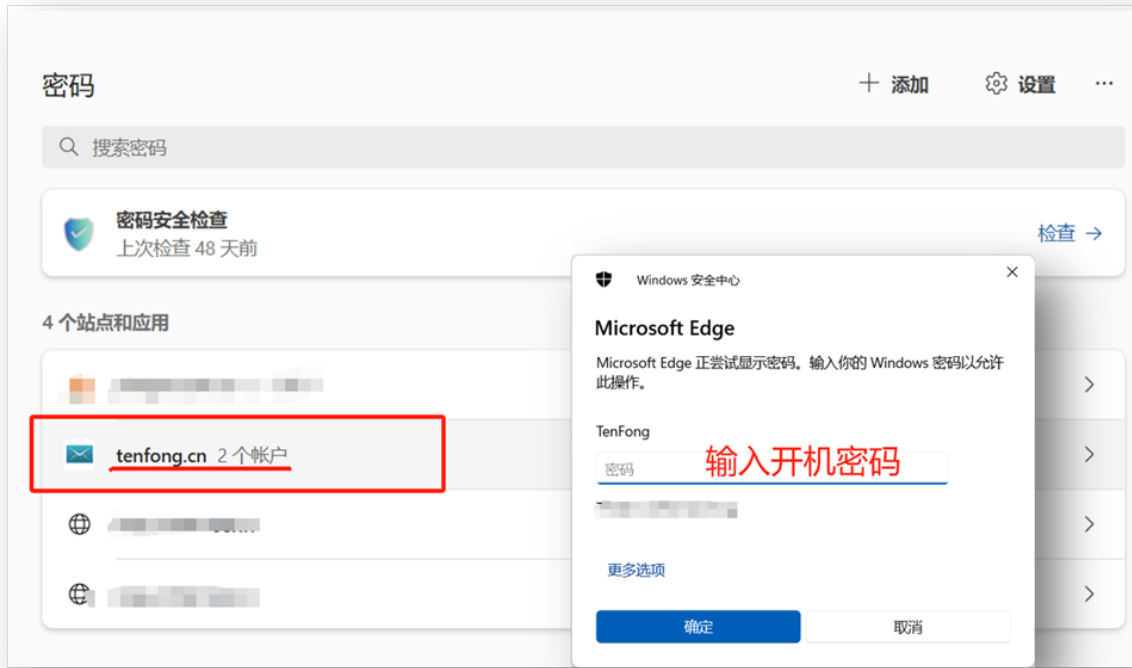 密码
添加
设置
搜索密码
密码安全检查
上次检查 48 天前
检查
Windows 安全中心
Microsoft Edge
Microsoft Edge 正尝试显示密码。输入你的 Windows 密码以允许
此操作。
4 个站点和应用
tenfong.cn 2 个帐户
TenFong
密码
输入开机密码
更多选项
确定
取消